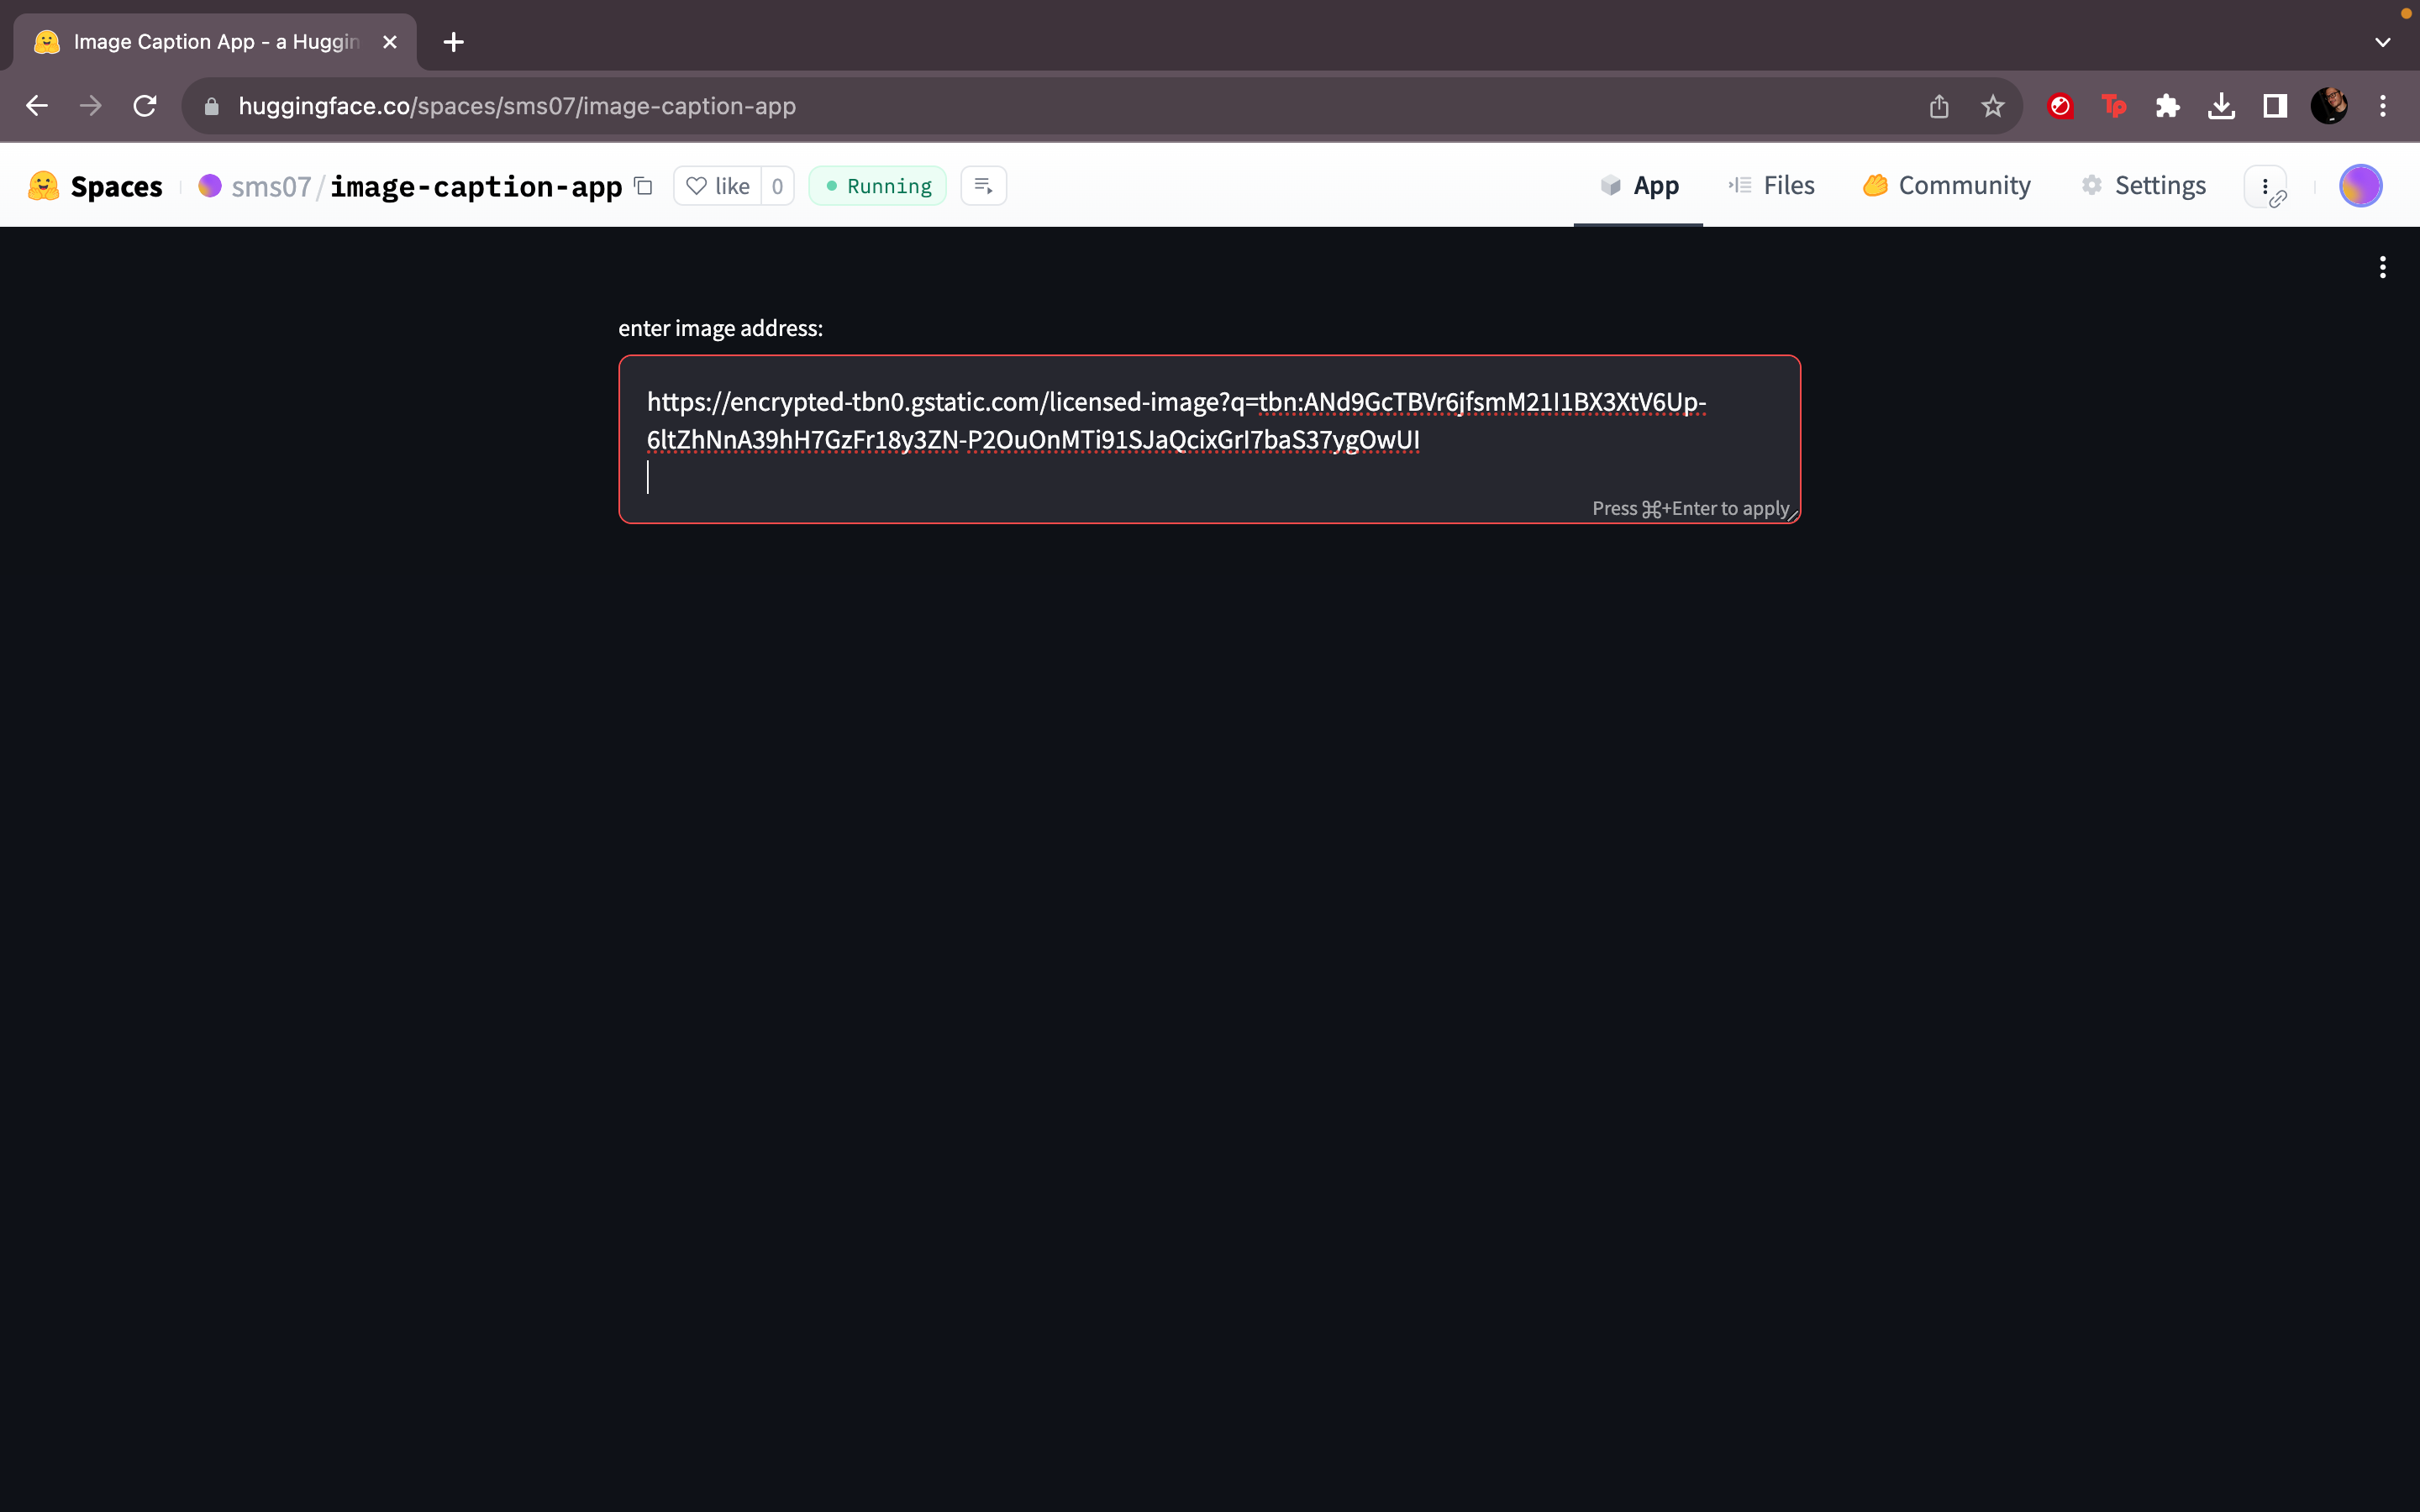 Image Caption App - a Huggin
huggingface.co/spaces/sms07/image-caption-app
Tp
Spaces sms07/image-caption-app like 0 Running App Files Community Settings
enter image address:
https://encrypted-tbn0.gstatic.com/licensed-image?q=tbn:ANd9GcTBVr6jfsmM21I1BX3XtV6Up-
6ltZhNnA39hH7GzFr18y3ZN-P2OuOnMTi91SJaQcixGrI7baS37ygOwUI
Press ⌘+Enter to apply